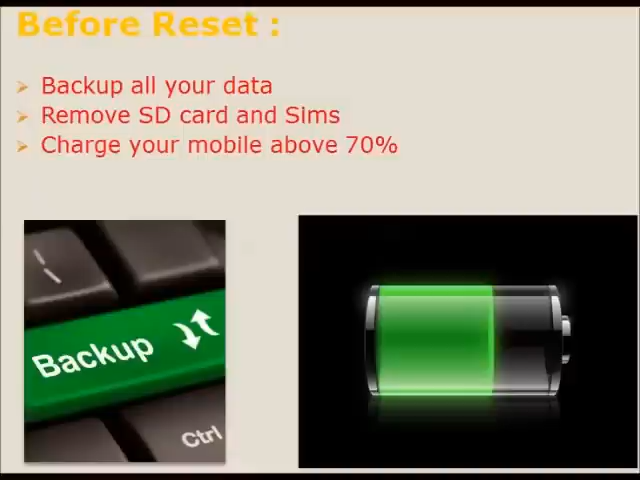 Before Reset :
Backup all your data
Remove SD card and Sims
Charge your mobile above 70%
Backup
Ctrl